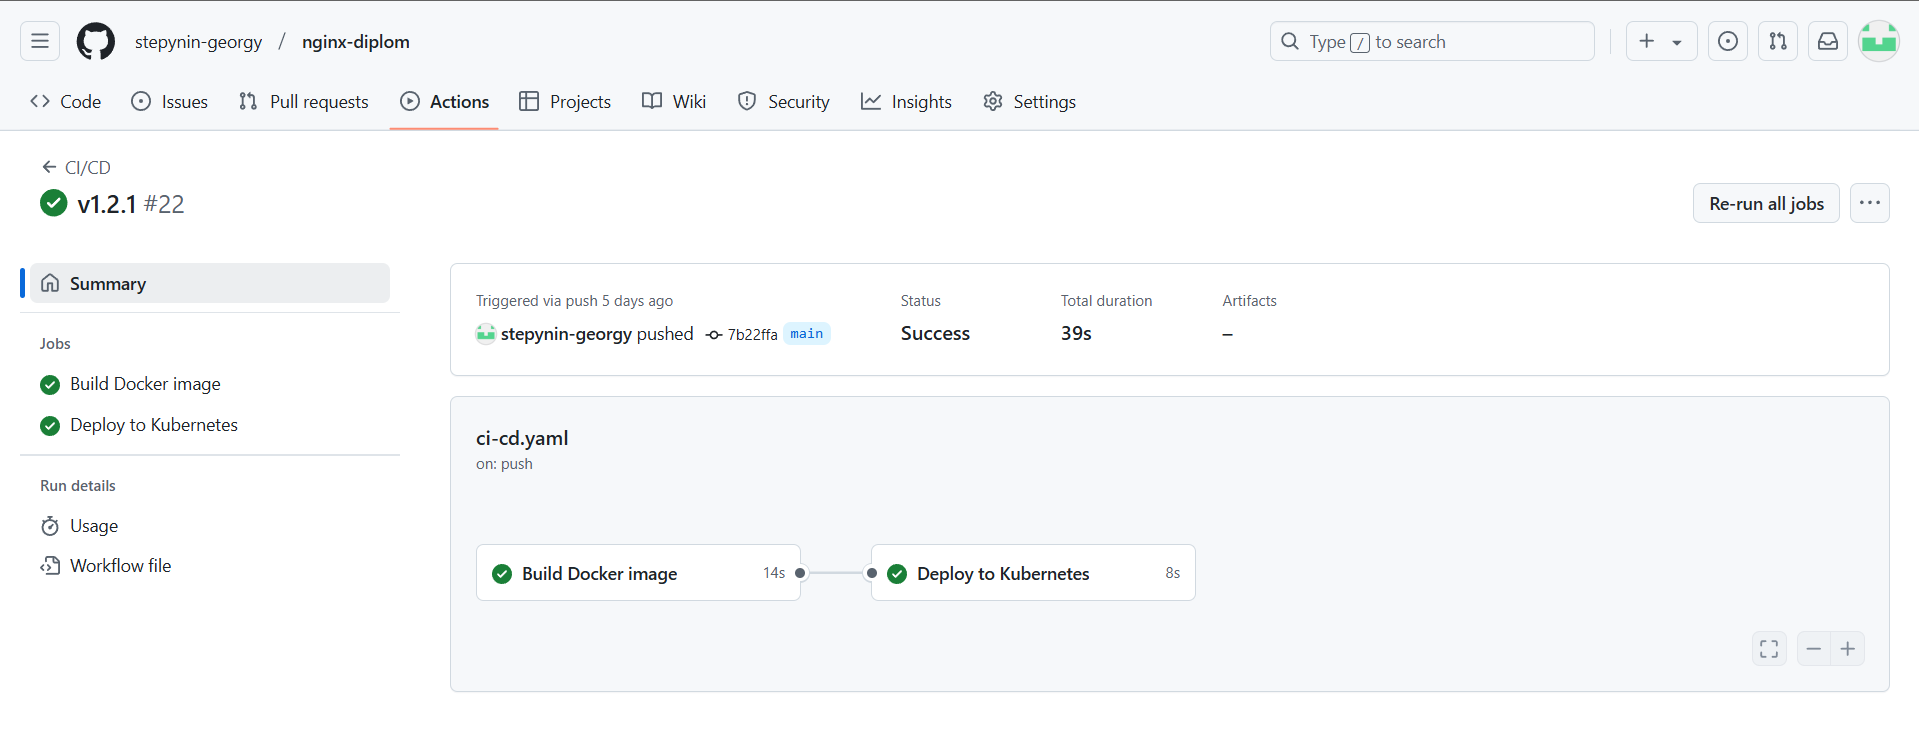 stepynin-georgy / nginx-diplom
Type / to search
Code
Issues
Pull requests
Actions
Projects
Wiki
Security
Insights
Settings
CI/CD
v1.2.1 #22
Re-run all jobs
Summary
Jobs
Build Docker image
Deploy to Kubernetes
Run details
Usage
Workflow file
Triggered via push 5 days ago
stepynin-georgy pushed 7b22ffa main
Status
Success
Total duration
39s
Artifacts
–
ci-cd.yaml
on: push
Build Docker image 14s
Deploy to Kubernetes 8s